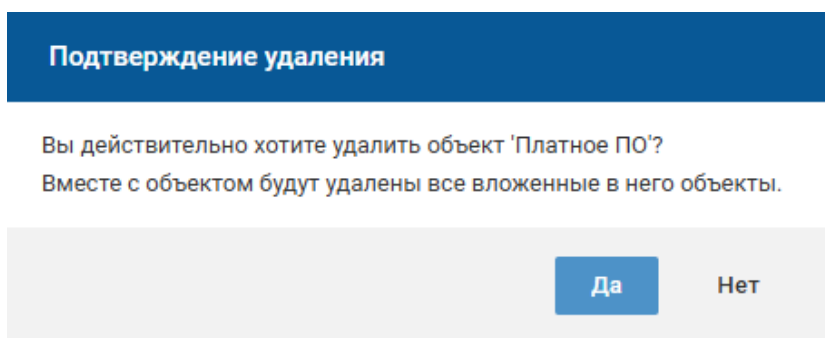 Подтверждение удаления
Вы действительно хотите удалить объект 'Платное ПО'?
Вместе с объектом будут удалены все вложенные в него объекты.
Да
Нет